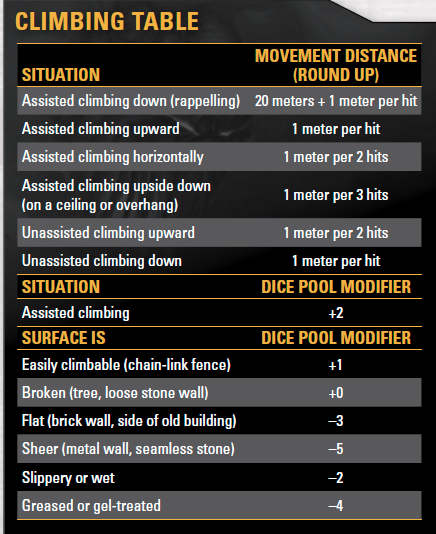 CLIMBING TABLE
SITUATION MOVEMENT DISTANCE (ROUND UP)
Assisted climbing down (rappelling) 20 meters + 1 meter per hit
Assisted climbing upward 1 meter per hit
Assisted climbing horizontally 1 meter per 2 hits
Assisted climbing upside down
(on a ceiling or overhang) 1 meter per 3 hits
Unassisted climbing upward 1 meter per 2 hits
Unassisted climbing down 1 meter per hit
SITUATION DICE POOL MODIFIER
Assisted climbing +2
SURFACE IS DICE POOL MODIFIER
Easily climbable (chain-link fence) +1
Broken (tree, loose stone wall) +0
Flat (brick wall, side of old building) –3
Sheer (metal wall, seamless stone) –5
Slippery or wet –2
Greased or gel-treated –4